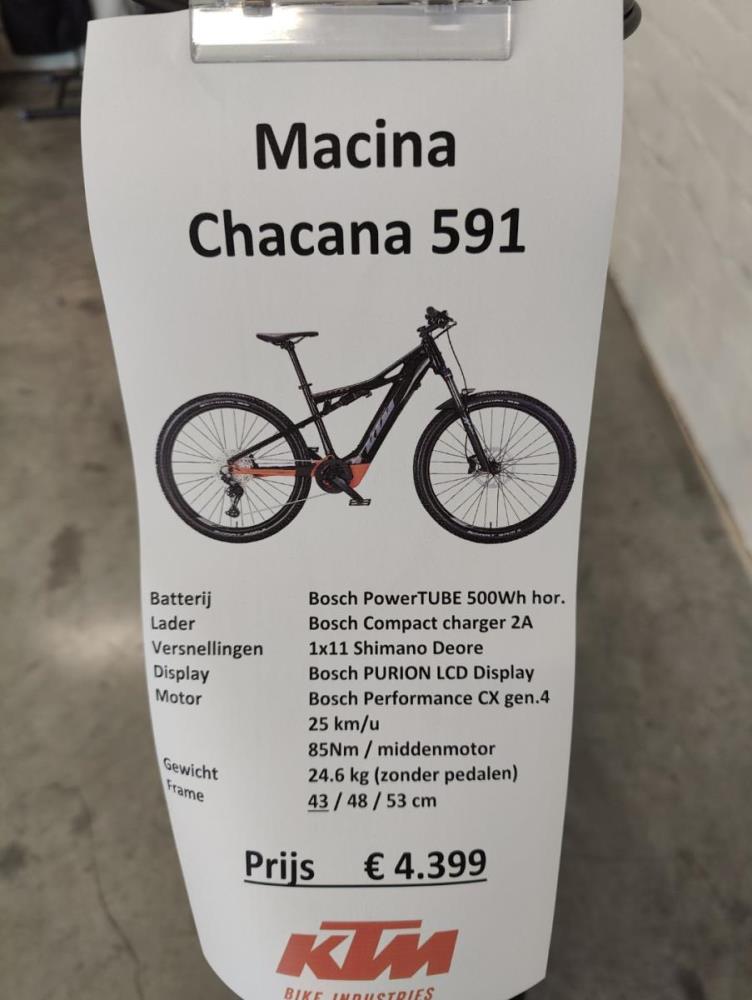 Macina
Chacana 591
KTM
Batterij Bosch PowerTUBE 500Wh hor.
Lader Bosch Compact charger 2A
Versnellingen 1x11 Shimano Deore
Display Bosch PURION LCD Display
Motor Bosch Performance CX gen.4
25 km/u
85Nm / middenmotor
Gewicht 24.6 kg (zonder pedalen)
Frame 43 / 48 / 53 cm
Prijs € 4.399
KTM
BIKE INDUSTRIES